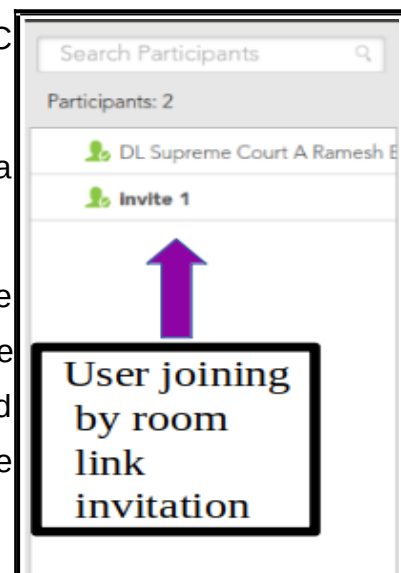 C
Search Participants
Participants: 2
a
DL Supreme Court A Ramesh B
Invite 1
e
e
User joining
d
by room
e
link
invitation